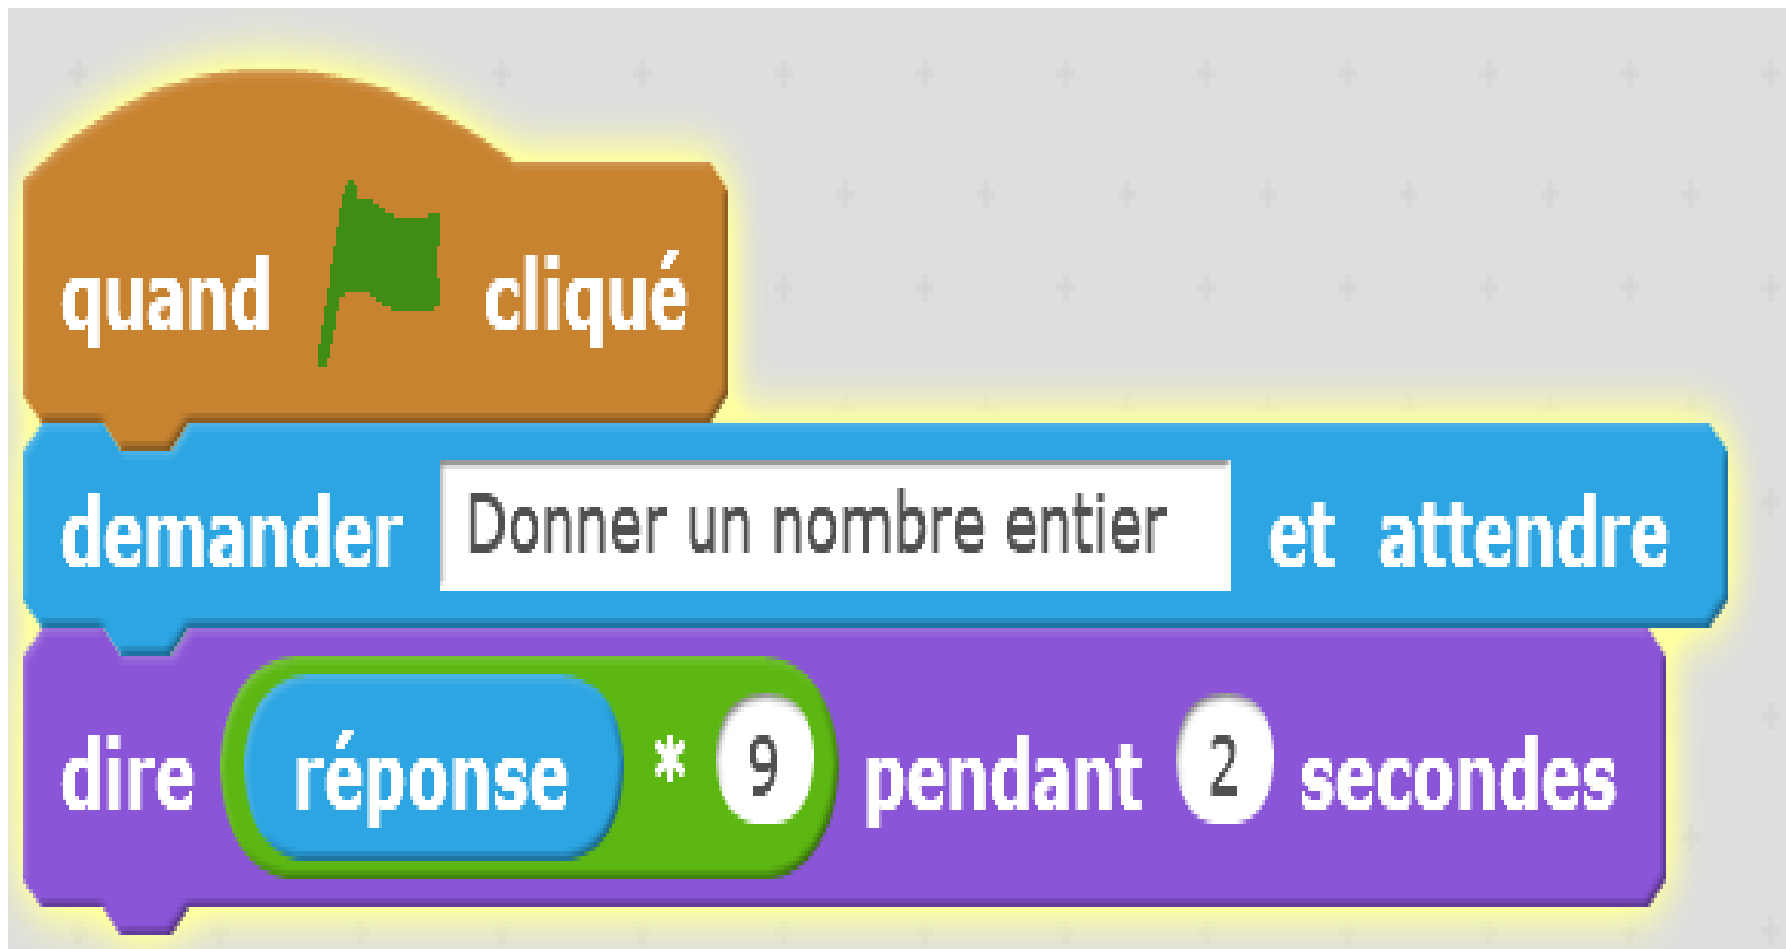 quand cliqué
demander Donner un nombre entier et attendre
dire réponse * 9 pendant 2 secondes